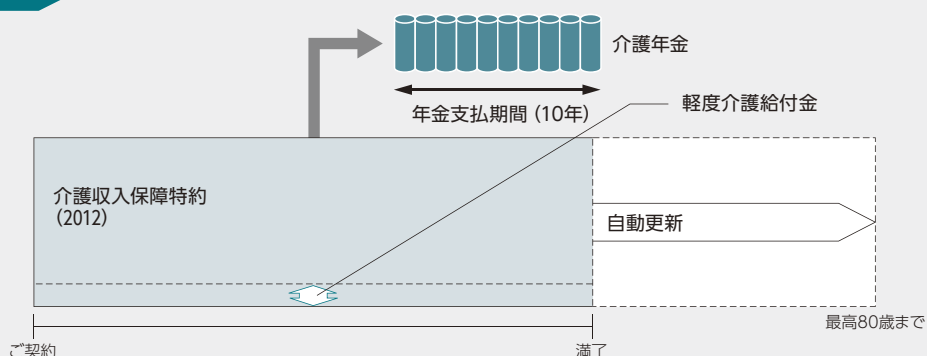 介護年金
年金支払期間（10年）
軽度介護給付金
介護収入保障特約
（2012）
自動更新
最高80歳まで
ご契約
満了